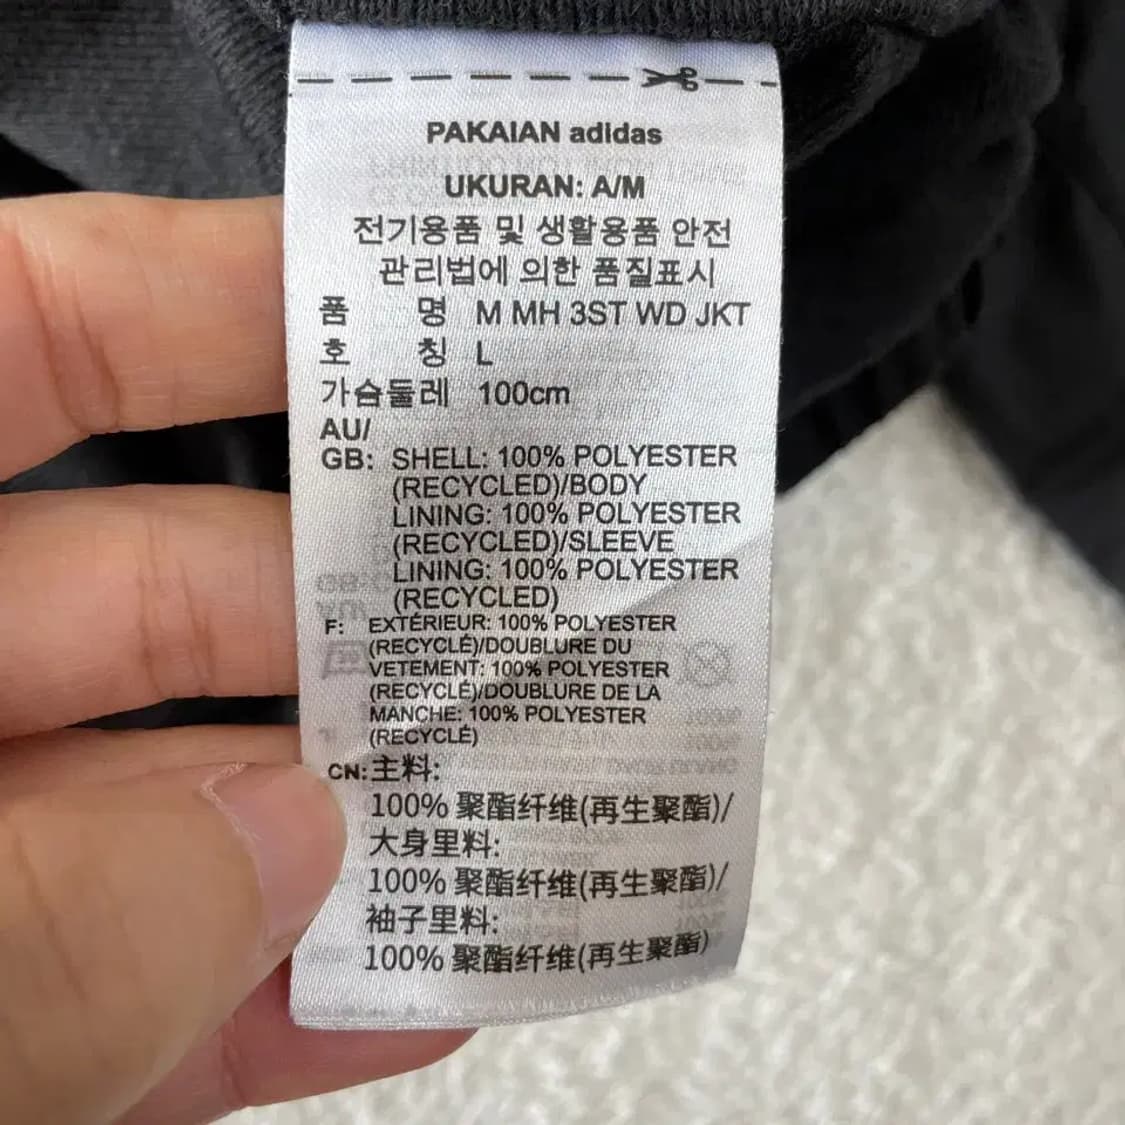 PAKAIAN adidas
UKURAN: A/M
전기용품 및 생활용품 안전
관리법에 의한 품질표시
품 명 M MH 3ST WD JKT
호 칭 L
가슴둘레 100cm
AU/
GB: SHELL: 100% POLYESTER
(RECYCLED)/BODY
LINING: 100% POLYESTER
(RECYCLED)/SLEEVE
LINING: 100% POLYESTER
(RECYCLED)
F: EXTÉRIEUR: 100% POLYESTER
(RECYCLÉ)/DOUBLURE DU
VETEMENT: 100% POLYESTER
(RECYCLÉ)/DOUBLURE DE LA
MANCHE: 100% POLYESTER
(RECYCLÉ)
CN: 主料:
100% 聚酯纤维(再生聚酯)/
大身里料:
100% 聚酯纤维(再生聚酯)/
袖子里料:
100% 聚酯纤维(再生聚酯)